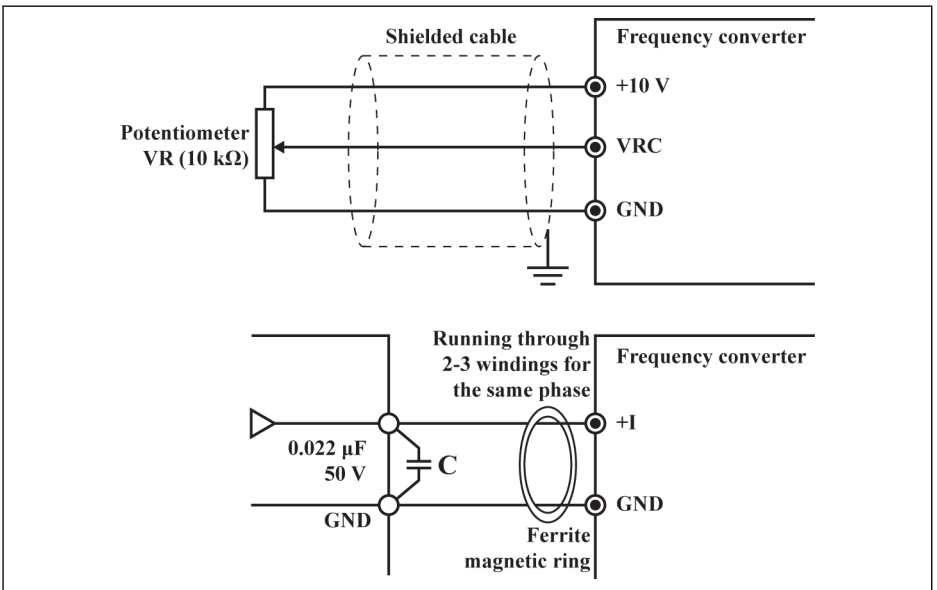 Shielded cable
Frequency converter
+10 V
Potentiometer
VR (10 kΩ)
VRC
GND
Running through
2-3 windings for
the same phase
Frequency converter
+I
0.022 µF
50 V
C
GND
GND
Ferrite
magnetic ring